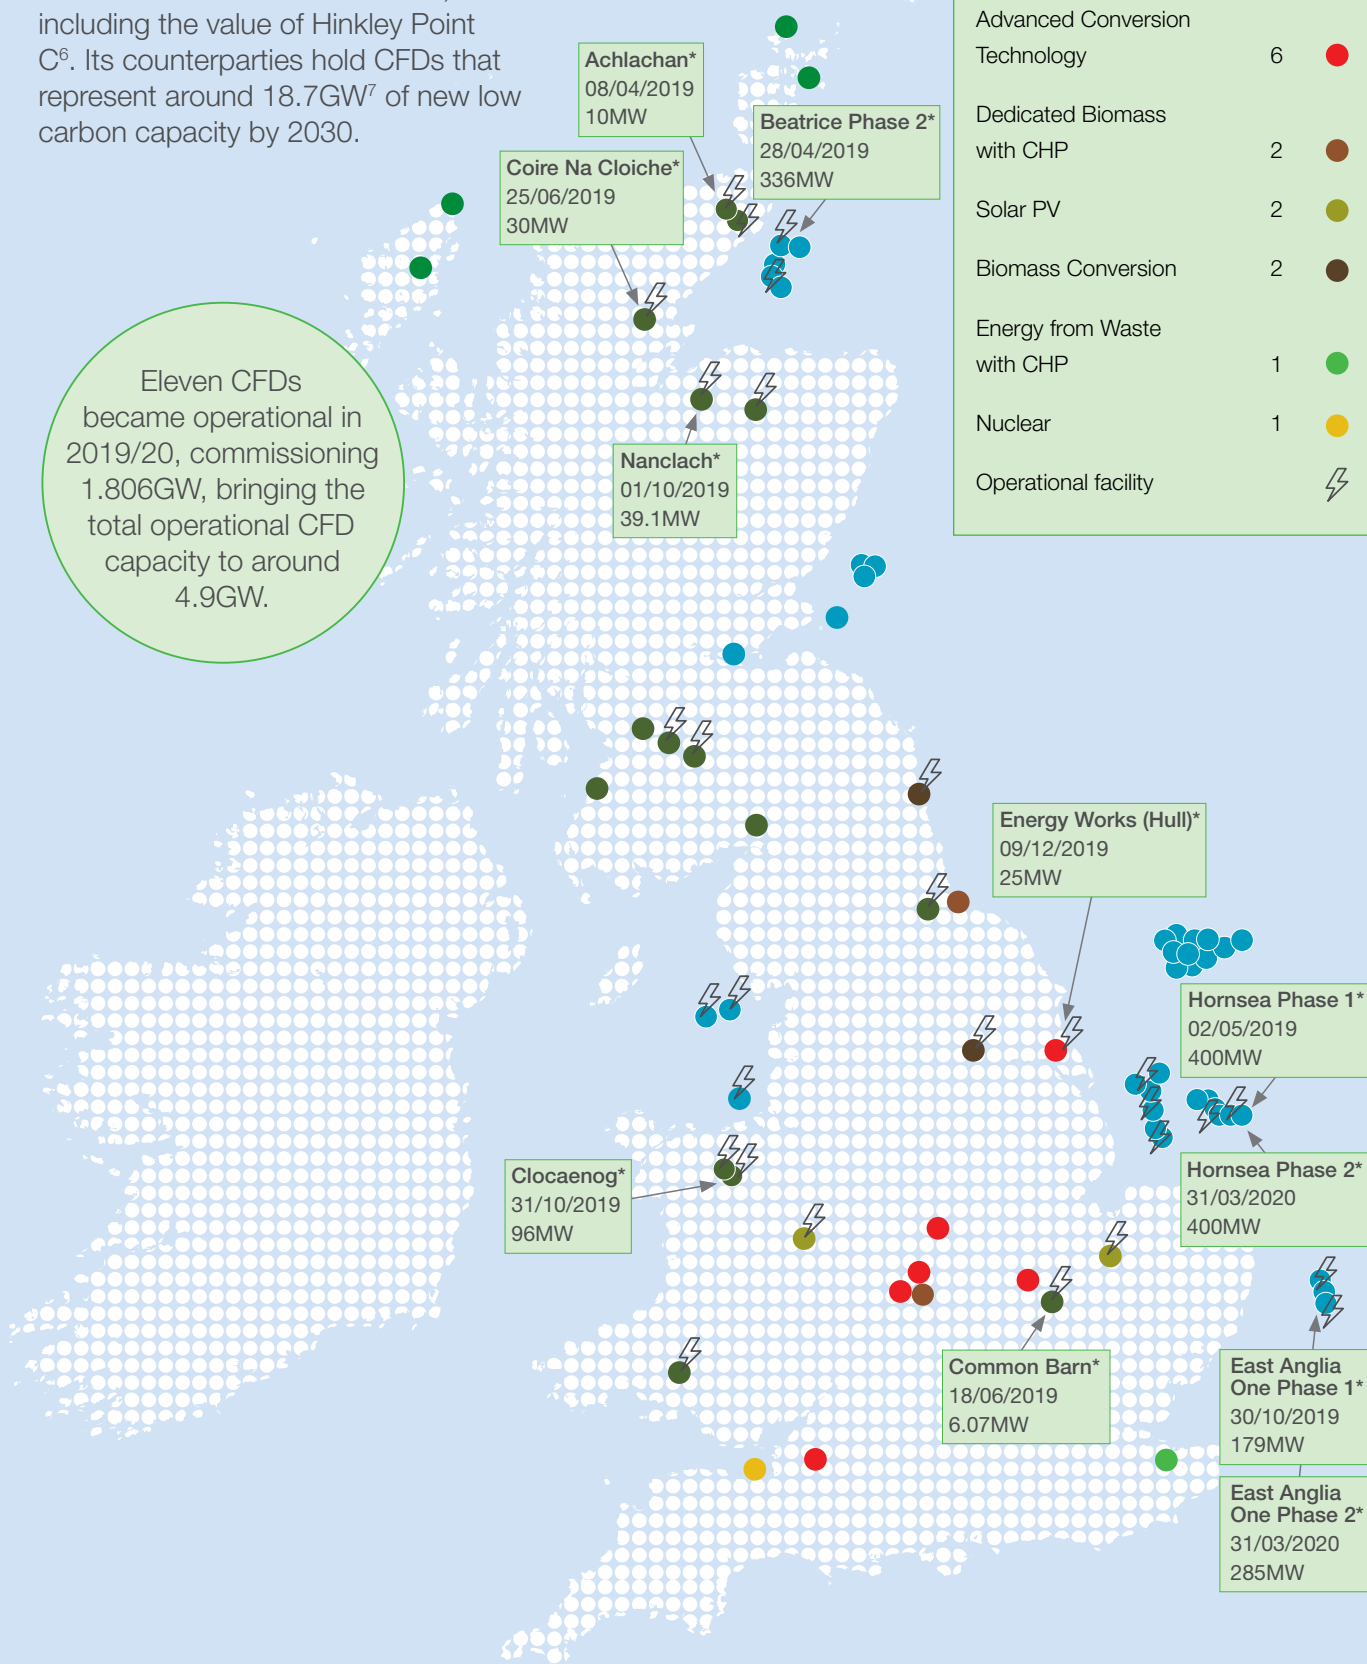 including the value of Hinkley Point
C6. Its counterparties hold CFDs that
represent around 18.7GW7 of new low
carbon capacity by 2030.
Eleven CFDs
became operational in
2019/20, commissioning
1.806GW, bringing the
total operational CFD
capacity to around
4.9GW.
Achlachan*
08/04/2019
10MW
Beatrice Phase 2*
28/04/2019
336MW
Coire Na Cloiche*
25/06/2019
30MW
Nanclach*
01/10/2019
39.1MW
Advanced Conversion
Technology 6
Dedicated Biomass
with CHP 2
Solar PV 2
Biomass Conversion 2
Energy from Waste
with CHP 1
Nuclear 1
Operational facility
Energy Works (Hull)*
09/12/2019
25MW
Hornsea Phase 1*
02/05/2019
400MW
Hornsea Phase 2*
31/03/2020
400MW
Clocaenog*
31/10/2019
96MW
Common Barn*
18/06/2019
6.07MW
East Anglia
One Phase 1*
30/10/2019
179MW
East Anglia
One Phase 2*
31/03/2020
285MW